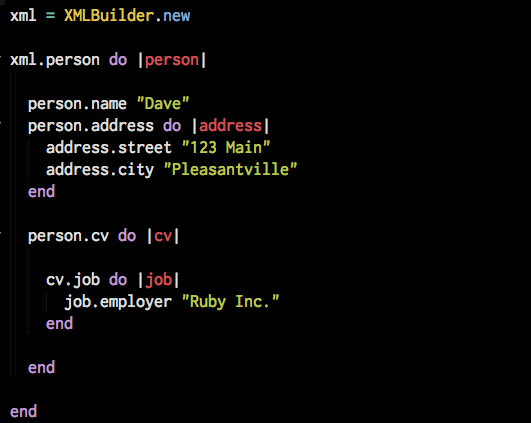 xml = XMLBuilder.new
xml.person do |person|
person.name "Dave"
person.address do |address|
address.street "123 Main"
address.city "Pleasantville"
end
person.cv do |cv|
cv.job do |job|
job.employer "Ruby Inc."
end
end
end